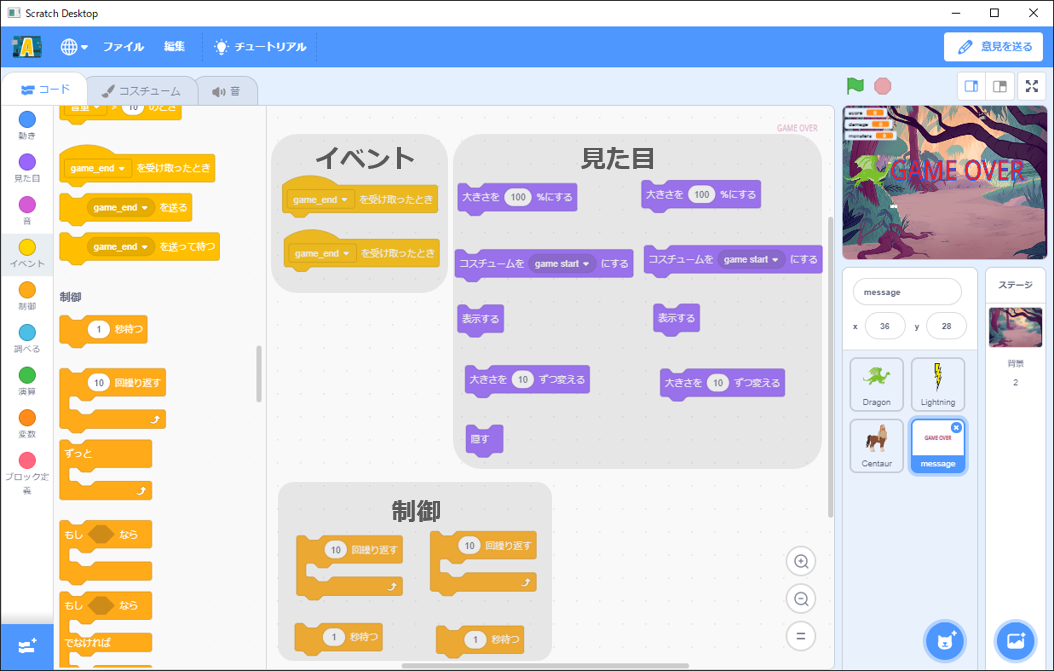 Scratch Desktop
ファイル 編集 チュートリアル 意見を送る
コード コスチューム 音
動き
見た目
音
イベント
制御
調べる
演算
変数
ブロック定義
音量 > 10 のとき
game_end を受け取ったとき
game_end を送る
game_end を送って待つ
制御
1 秒待つ
10 回繰り返す
ずっと
もし なら
もし なら
でなければ
GAME OVER
イベント
game_end を受け取ったとき
game_end を受け取ったとき
見た目
大きさを 100 %にする 大きさを 100 %にする
コスチュームを game start にする コスチュームを game start にする
表示する 表示する
大きさを 10 ずつ変える 大きさを 10 ずつ変える
隠す
制御
10 回繰り返す 10 回繰り返す
1 秒待つ 1 秒待つ
score 0
damage 0
monsters 0
GAME OVER
message
x 36 y 28
Dragon Lightning
Centaur
GAME OVER
message
ステージ
背景
2